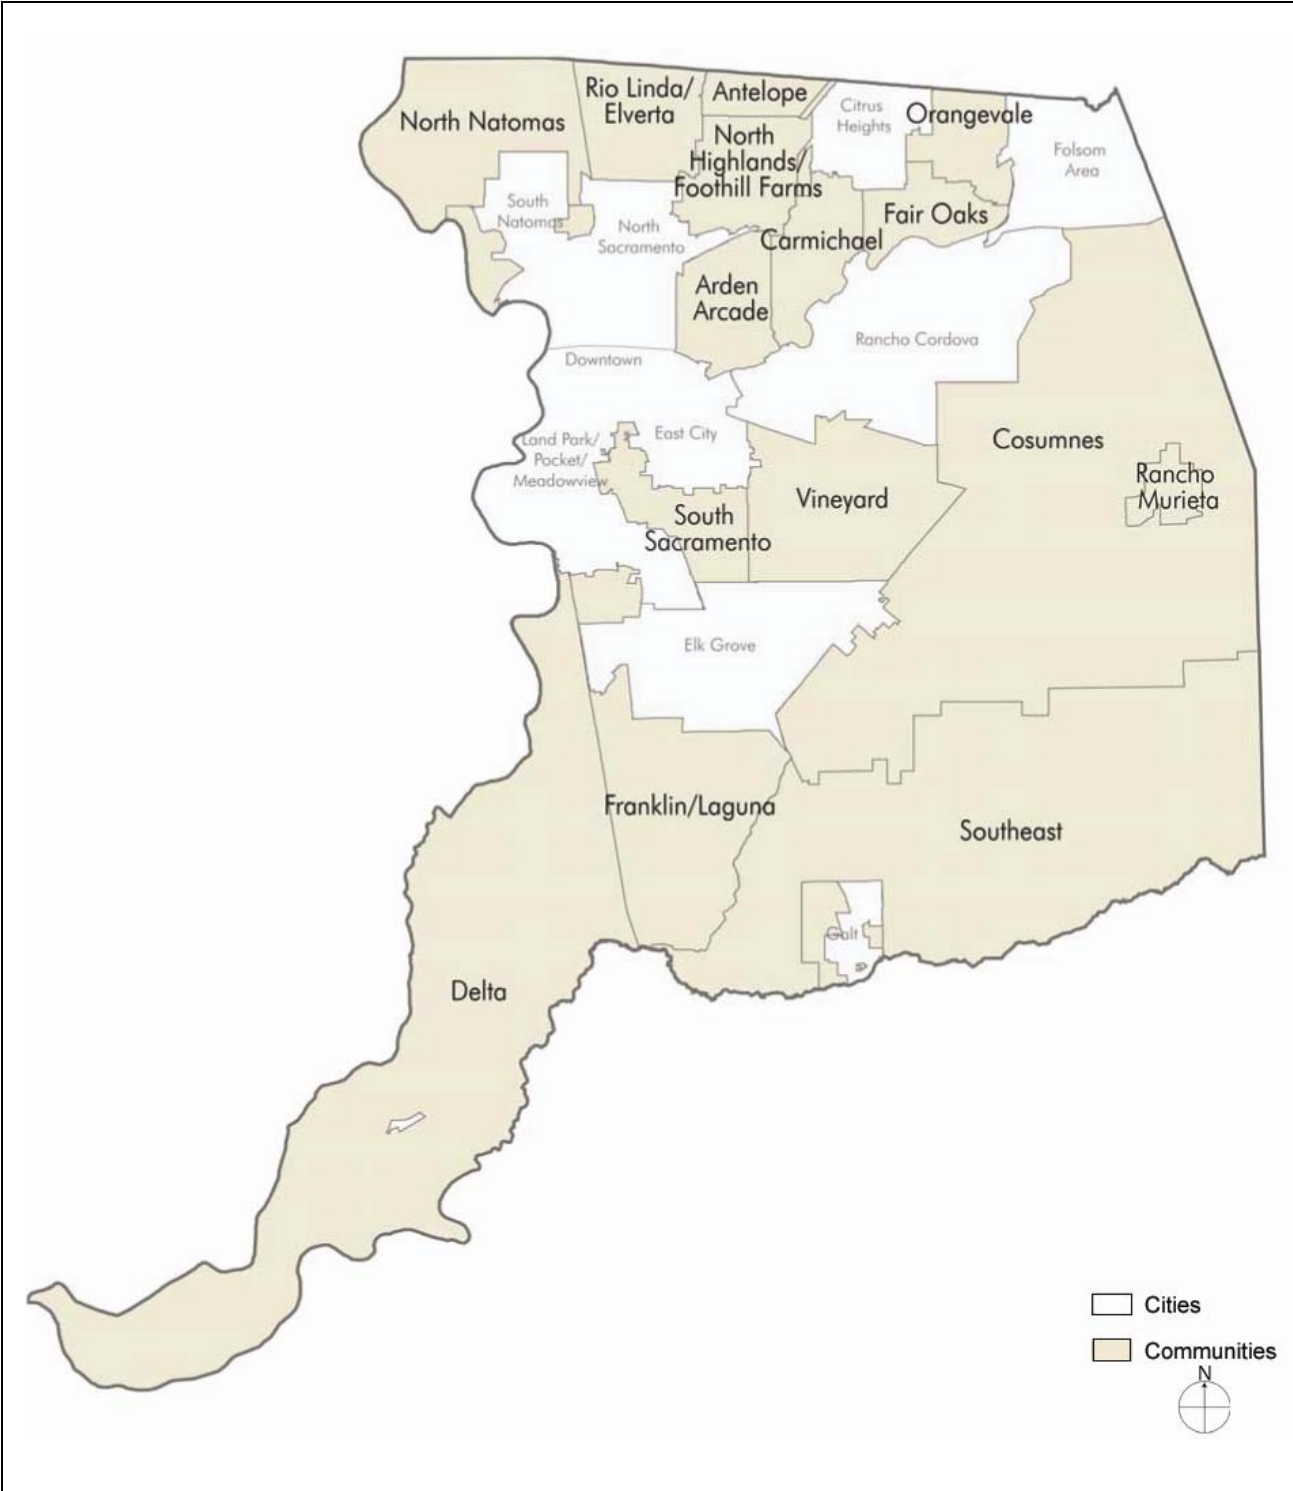 North Natomas
Rio Linda/
Elverta
Antelope
Citrus
Heights
Orangevale
Folsom
Area
North
Highlands/
Foothill Farms
South
Natomas
North
Sacramento
Carmichael
Fair Oaks
Arden
Arcade
Rancho Cordova
Downtown
Land Park/
Pocket/
Meadowview
East City
Cosumnes
Rancho
Murieta
Vineyard
South
Sacramento
Elk Grove
Franklin/Laguna
Southeast
Galt
Delta
Cities
Communities
N